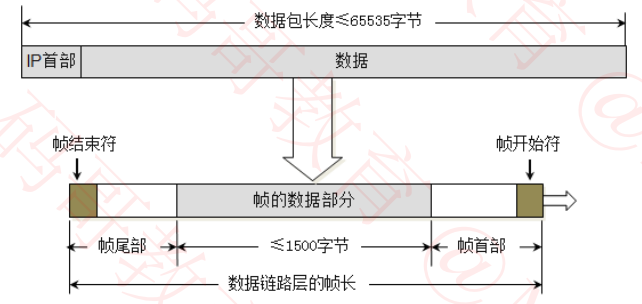 数据包长度≤65535字节
IP首部 数据
帧结束符 帧开始符
帧的数据部分
帧尾部 ≤1500字节 帧首部
数据链路层的帧长